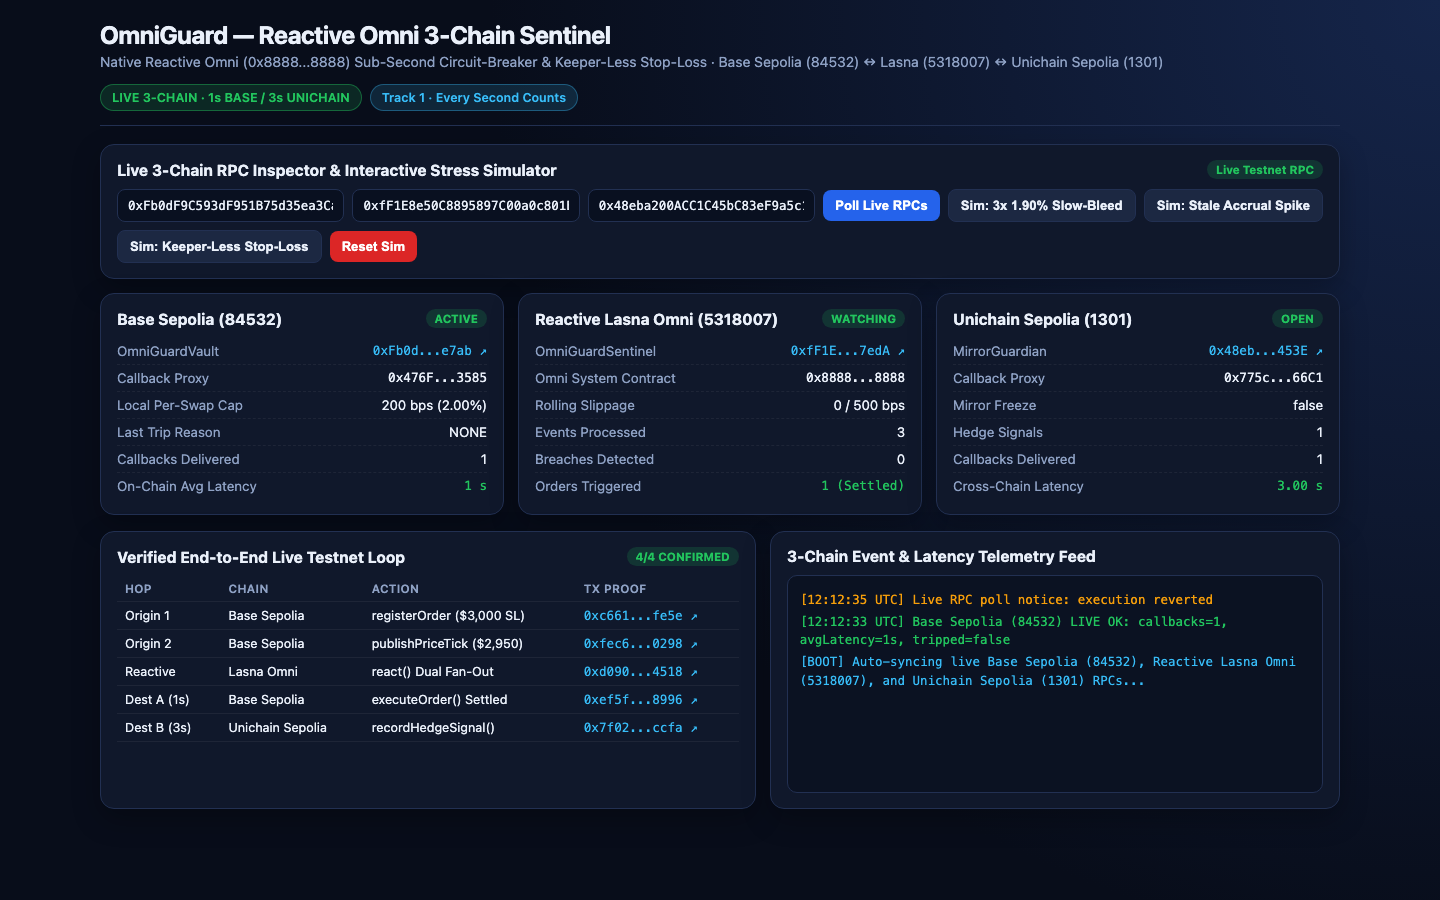 OmniGuard — Reactive Omni 3-Chain Sentinel
Native Reactive Omni (0x8888...8888) Sub-Second Circuit-Breaker & Keeper-Less Stop-Loss · Base Sepolia (84532) ↔ Lasna (5318007) ↔ Unichain Sepolia (1301)
LIVE 3-CHAIN · 1s BASE / 3s UNICHAIN
Track 1 · Every Second Counts
Live 3-Chain RPC Inspector & Interactive Stress Simulator
Live Testnet RPC
0xFb0dF9C593dF951B75d35ea3Ca
0xfF1E8e50C8895897C00a0c801
0x48eba200ACC1C45bC83eF9a5c
Poll Live RPCs
Sim: 3x 1.90% Slow-Bleed
Sim: Stale Accrual Spike
Sim: Keeper-Less Stop-Loss
Reset Sim
Base Sepolia (84532)
ACTIVE
OmniGuardVault 0xFb0d...e7ab ↗
Callback Proxy 0x476F...3585
Local Per-Swap Cap 200 bps (2.00%)
Last Trip Reason NONE
Callbacks Delivered 1
On-Chain Avg Latency 1 s
Reactive Lasna Omni (5318007)
WATCHING
OmniGuardSentinel 0xfF1E...7edA ↗
Omni System Contract 0x8888...8888
Rolling Slippage 0 / 500 bps
Events Processed 3
Breaches Detected 0
Orders Triggered 1 (Settled)
Unichain Sepolia (1301)
OPEN
MirrorGuardian 0x48eb...453E ↗
Callback Proxy 0x775c...66C1
Mirror Freeze false
Hedge Signals 1
Callbacks Delivered 1
Cross-Chain Latency 3.00 s
Verified End-to-End Live Testnet Loop
4/4 CONFIRMED
HOP CHAIN ACTION TX PROOF
Origin 1 Base Sepolia registerOrder ($3,000 SL) 0xc661...fe5e ↗
Origin 2 Base Sepolia publishPriceTick ($2,950) 0xfec6...0298 ↗
Reactive Lasna Omni react() Dual Fan-Out 0xd090...4518 ↗
Dest A (1s) Base Sepolia executeOrder() Settled 0xef5f...8996 ↗
Dest B (3s) Unichain Sepolia recordHedgeSignal() 0x7f02...ccfa ↗
3-Chain Event & Latency Telemetry Feed
[12:12:35 UTC] Live RPC poll notice: execution reverted
[12:12:33 UTC] Base Sepolia (84532) LIVE OK: callbacks=1,
avgLatency=1s, tripped=false
[BOOT] Auto-syncing live Base Sepolia (84532), Reactive Lasna Omni
(5318007), and Unichain Sepolia (1301) RPCs...